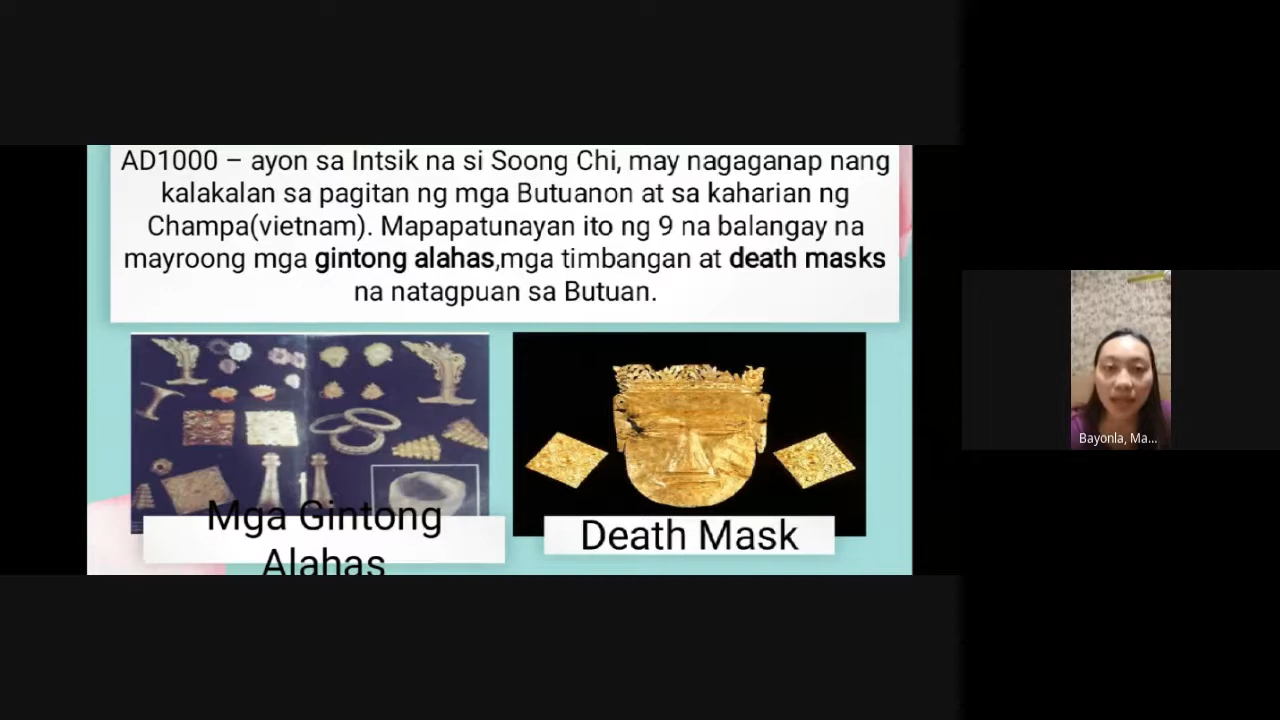 AD1000 – ayon sa Intsik na si Soong Chi, may nagaganap nang
kalakalan sa pagitan ng mga Butuanon at sa kaharian ng
Champa(vietnam). Mapapatunayan ito ng 9 na balangay na
mayroong mga gintong alahas,mga timbangan at death masks
na natagpuan sa Butuan.
Mga Gintong
Alahas
Death Mask
Bayonla, Ma...